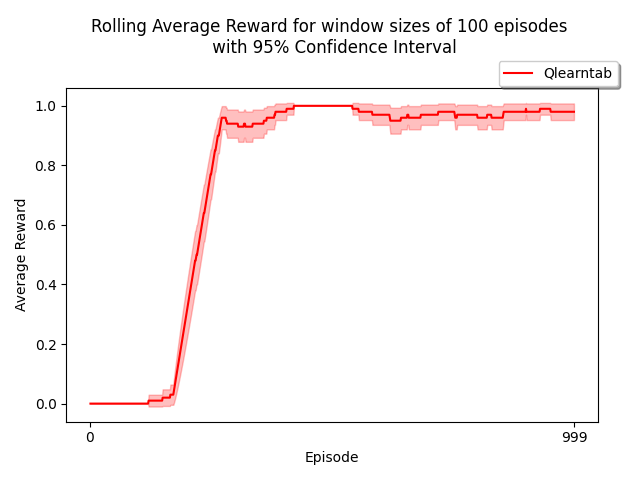 Rolling Average Reward for window sizes of 100 episodes
with 95% Confidence Interval
Qlearntab
1.0
0.8
0.6
0.4
0.2
0.0
Average Reward
0 999
Episode